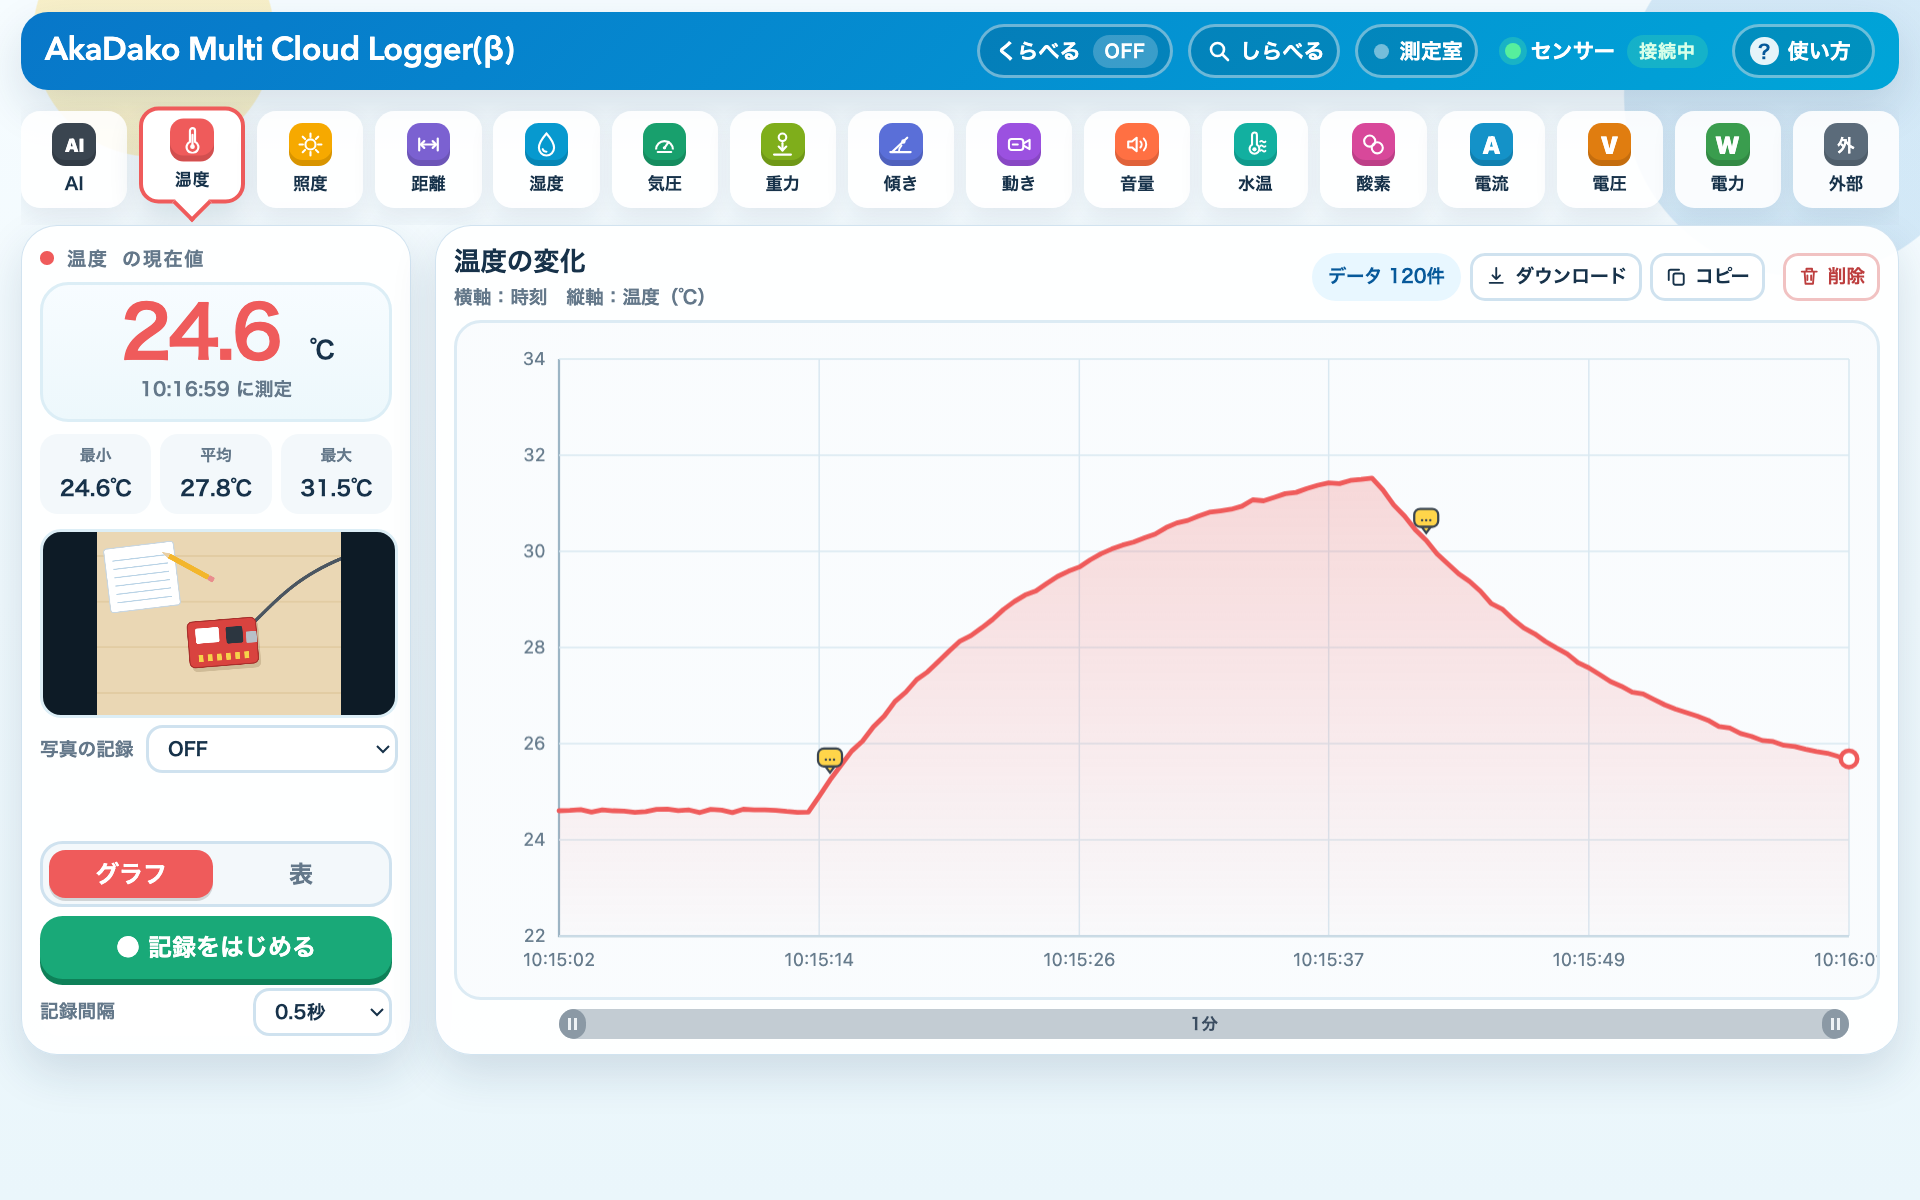 AkaDako Multi Cloud Logger(β)
くらべる OFF
しらべる
測定室
センサー 接続中
? 使い方
AI AI
温度
照度
距離
湿度
気圧
重力
傾き
動き
音量
水温
酸素
A 電流
V 電圧
W 電力
外 外部
温度 の現在値
24.6 ℃
10:16:59 に測定
最小 平均 最大
24.6℃ 27.8℃ 31.5℃
写真の記録 OFF
グラフ 表
記録をはじめる
記録間隔 0.5秒
温度の変化
横軸：時刻 縦軸：温度（℃）
データ 120件
ダウンロード
コピー
削除
34
32
30
28
26
24
22
10:15:02 10:15:14 10:15:26 10:15:37 10:15:49 10:16:0
1分